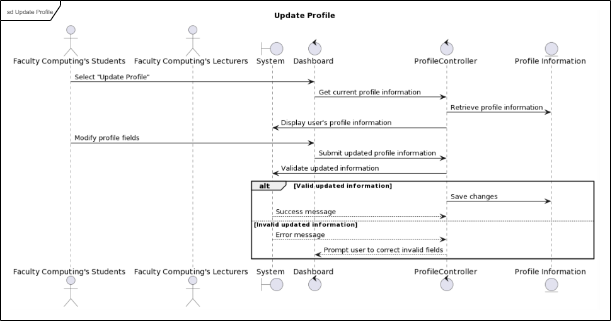 sd Update Profile
Update Profile
Faculty Computing's Students Faculty Computing's Lecturers System Dashboard ProfileController Profile Information
Select "Update Profile"
Get current profile information
Retrieve profile information
Display user's profile information
Modify profile fields
Submit updated profile information
Validate updated information
alt [Valid updated information]
Save changes
Success message
[Invalid updated information]
Error message
Prompt user to correct invalid fields
Faculty Computing's Students Faculty Computing's Lecturers System Dashboard ProfileController Profile Information